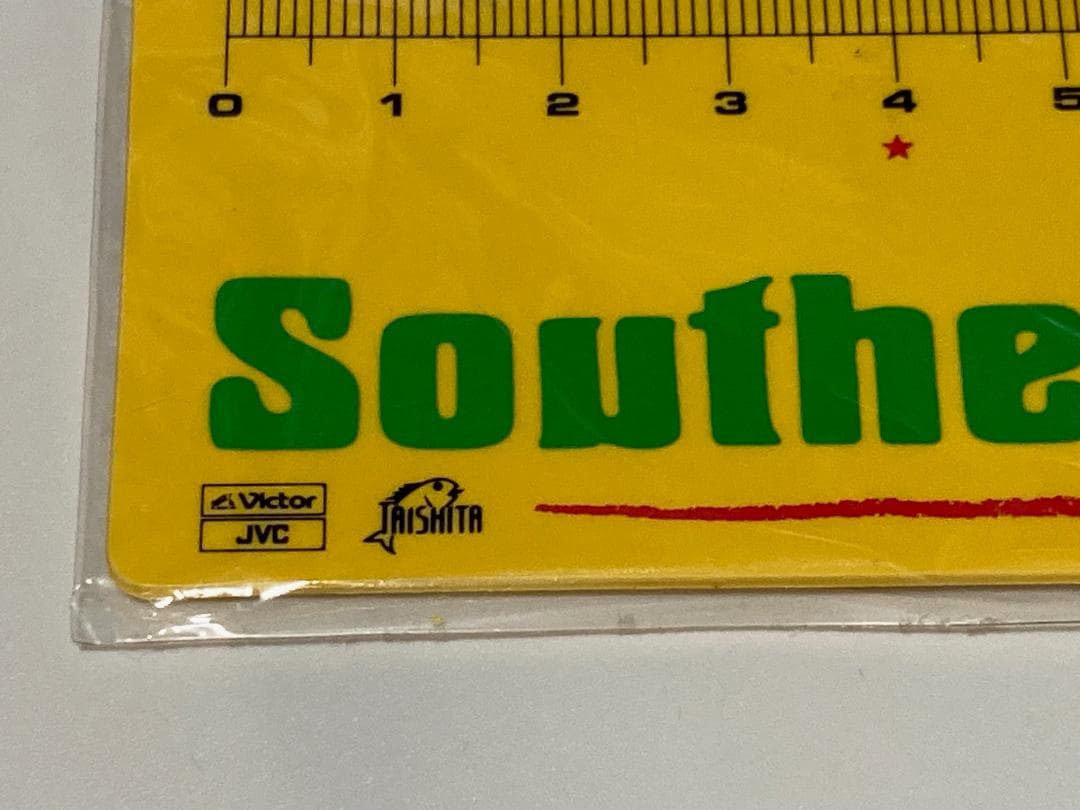 0 1 2 3 4 5
★
Southe
Victor
JVC
TAISHITA